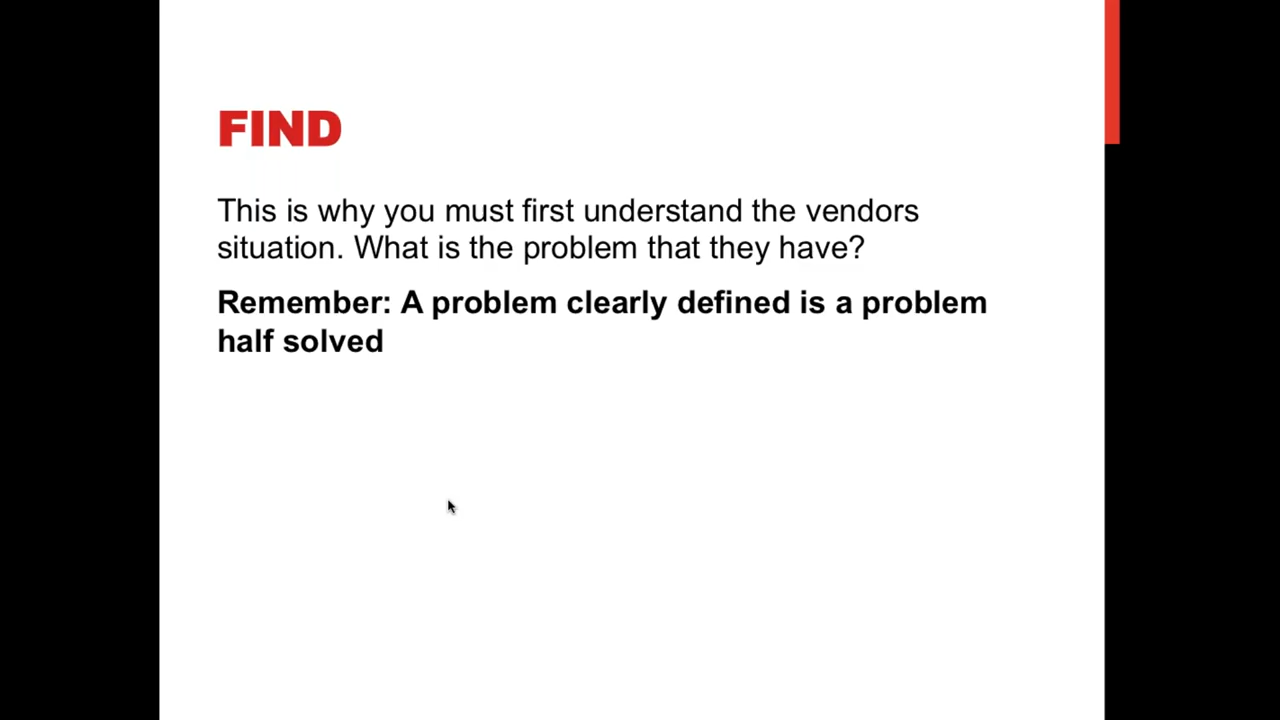 FIND
This is why you must first understand the vendors
situation. What is the problem that they have?
Remember: A problem clearly defined is a problem
half solved